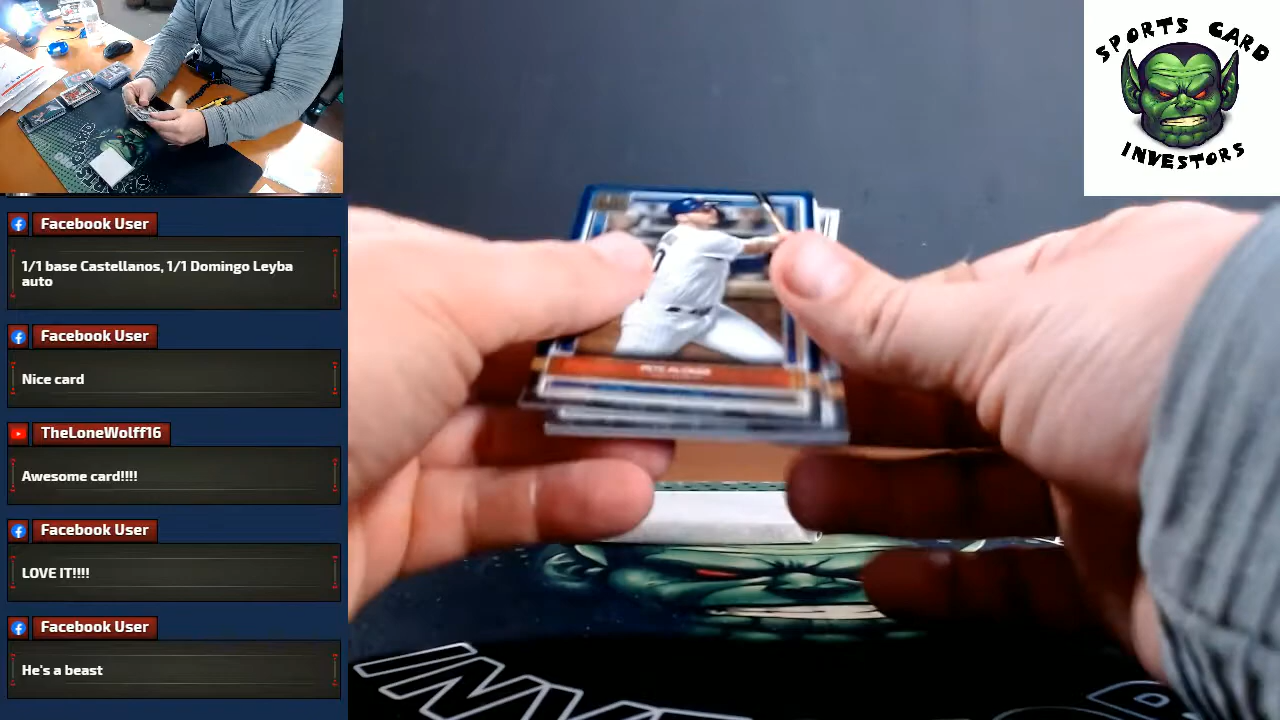 SPORTS CARD
INVESTORS
Facebook User
1/1 base Castellanos, 1/1 Domingo Leyba
auto
Facebook User
Nice card
TheLoneWolff16
Awesome card!!!!
Facebook User
LOVE IT!!!!
Facebook User
He's a beast
PETE ALONSO